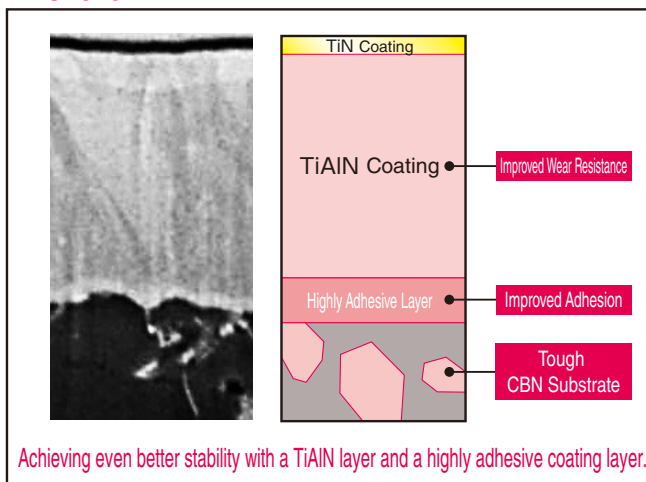 TiN Coating
TiAlN Coating
Improved Wear Resistance
Highly Adhesive Layer
Improved Adhesion
Tough
CBN Substrate
Achieving even better stability with a TiAlN layer and a highly adhesive coating layer.